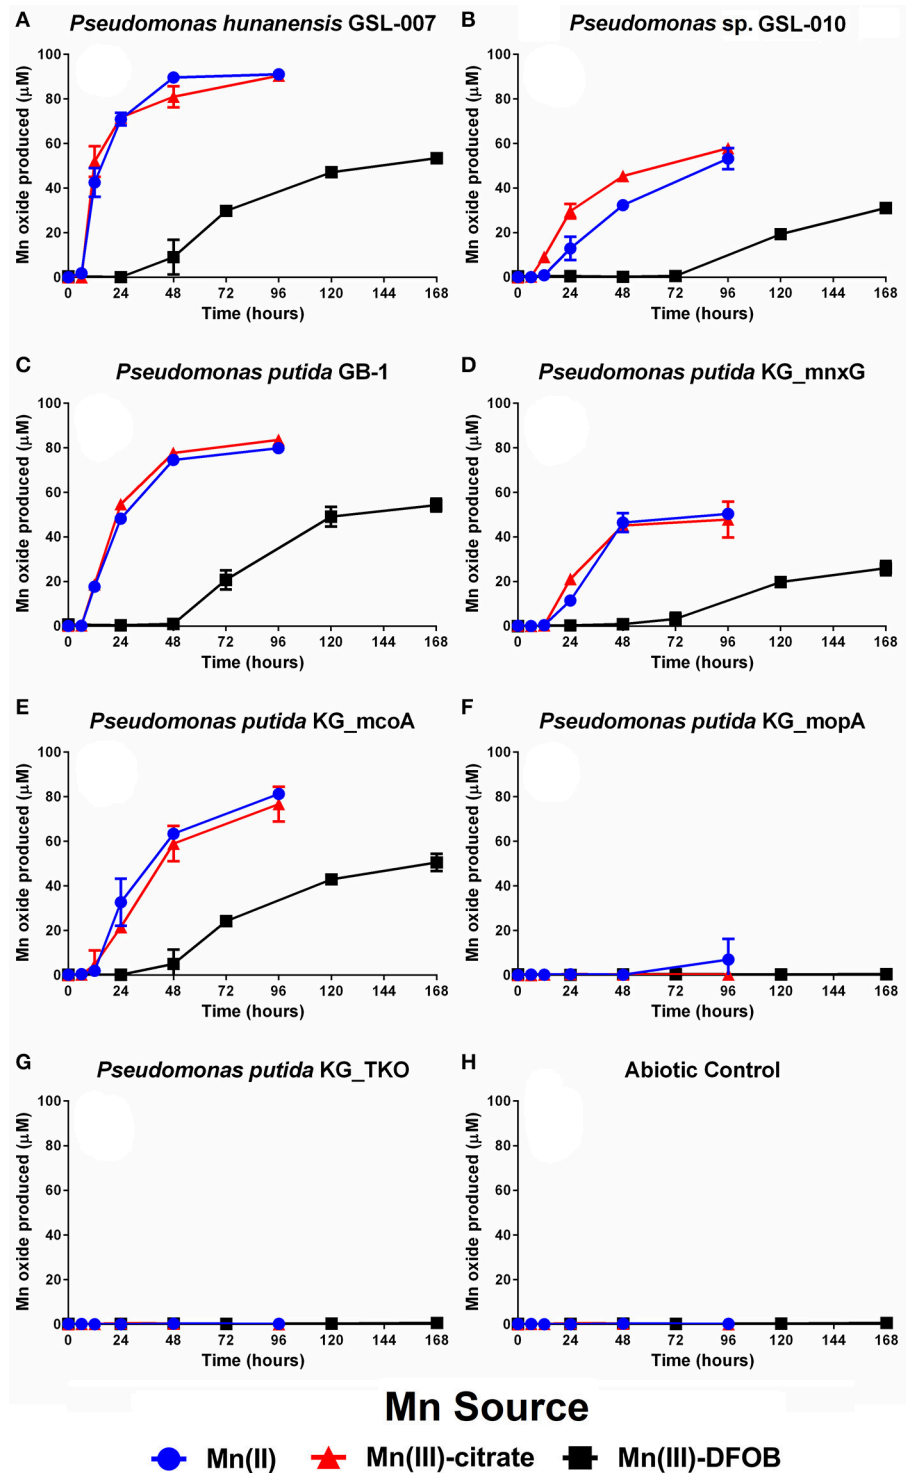 A Pseudomonas hunanensis GSL-007
Mn oxide produced (μM)
100
80
60
40
20
0
0 24 48 72 96 120 144 168
Time (hours)
B Pseudomonas sp. GSL-010
Mn oxide produced (μM)
100
80
60
40
20
0
0 24 48 72 96 120 144 168
Time (hours)
C Pseudomonas putida GB-1
Mn oxide produced (μM)
100
80
60
40
20
0
0 24 48 72 96 120 144 168
Time (hours)
D Pseudomonas putida KG_mnxG
Mn oxide produced (μM)
100
80
60
40
20
0
0 24 48 72 96 120 144 168
Time (hours)
E Pseudomonas putida KG_mcoA
Mn oxide produced (μM)
100
80
60
40
20
0
0 24 48 72 96 120 144 168
Time (hours)
F Pseudomonas putida KG_mopA
Mn oxide produced (μM)
100
80
60
40
20
0
0 24 48 72 96 120 144 168
Time (hours)
G Pseudomonas putida KG_TKO
Mn oxide produced (μM)
100
80
60
40
20
0
0 24 48 72 96 120 144 168
Time (hours)
H Abiotic Control
Mn oxide produced (μM)
100
80
60
40
20
0
0 24 48 72 96 120 144 168
Time (hours)
Mn Source
Mn(II) Mn(III)-citrate Mn(III)-DFOB